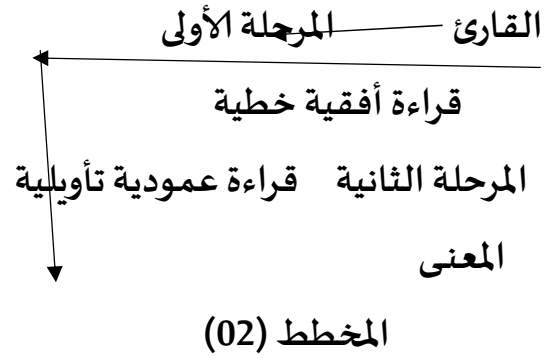 القارئ المرحلة الأولى
قراءة أفقية خطية
المرحلة الثانية قراءة عمودية تأويلية
المعنى
المخطط (02)